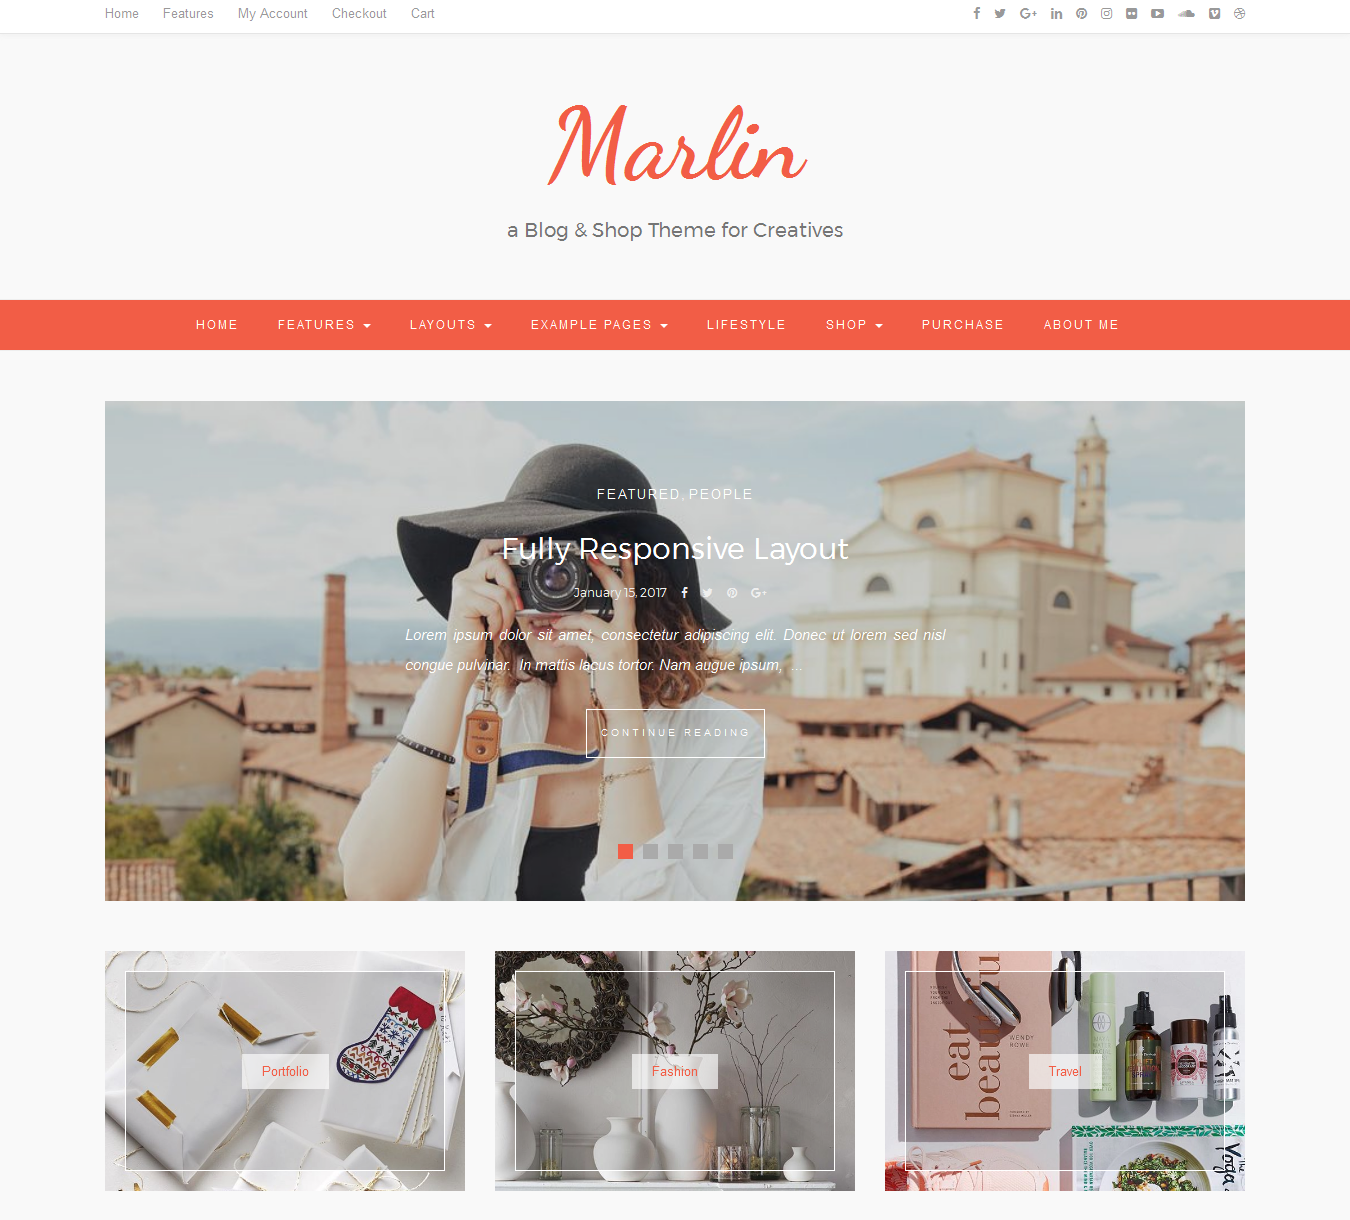 Home Features My Account Checkout Cart
Marlin
a Blog & Shop Theme for Creatives
HOME FEATURES LAYOUTS EXAMPLE PAGES LIFESTYLE SHOP PURCHASE ABOUT ME
FEATURED, PEOPLE
Fully Responsive Layout
January 15, 2017
Lorem ipsum dolor sit amet, consectetur adipiscing elit. Donec ut lorem sed nisl
congue pulvinar. In mattis lacus tortor. Nam augue ipsum, ...
CONTINUE READING
Portfolio
Fashion
Travel
eat
WENDY